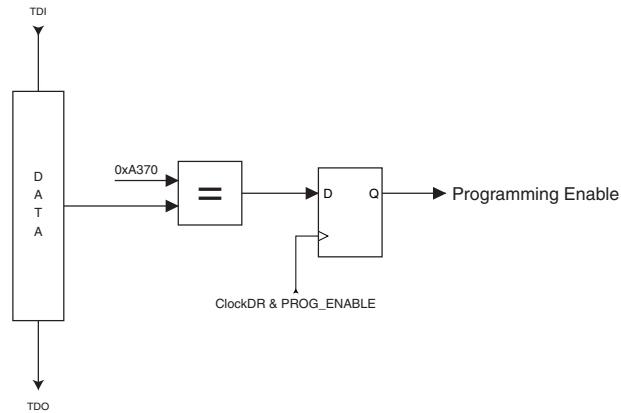 TDI
D
A
T
A
0xA370
=
D
Q
Programming Enable
ClockDR & PROG_ENABLE
TDO